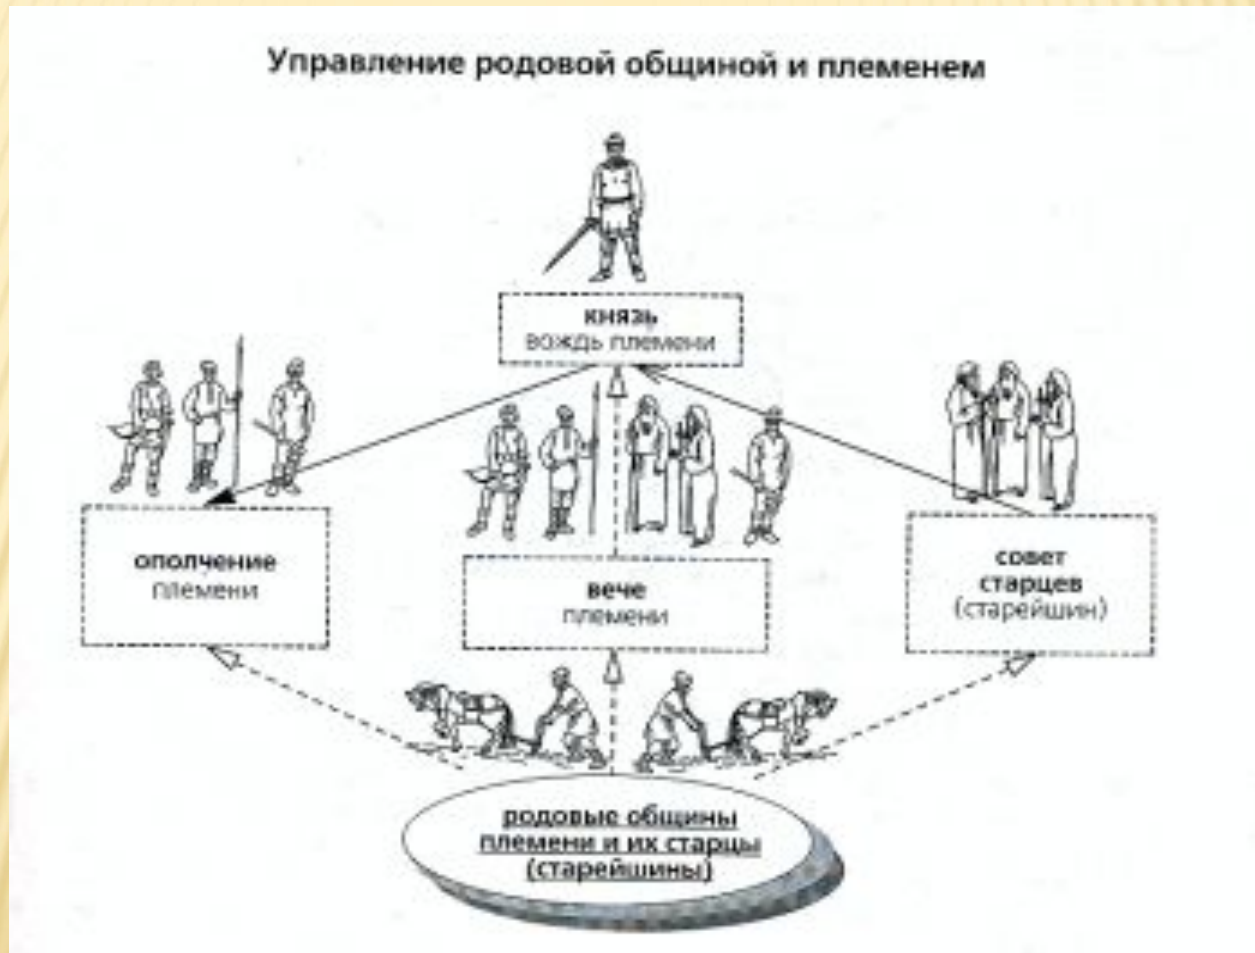 Управление родовой общиной и племенем
князь
вождь племени
ополчение
племени
вече
племени
совет
старцев
(старейшин)
родовые общины
племени и их старцы
(старейшины)